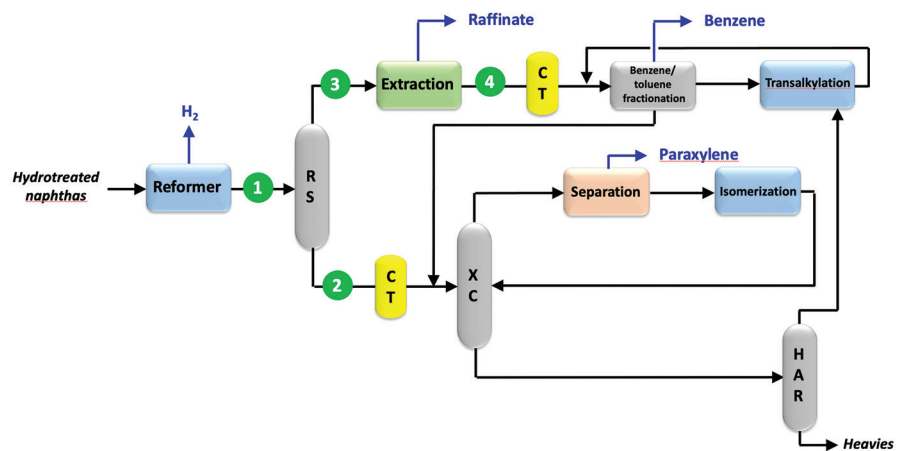 Raffinate
Benzene
3
Extraction
4
C
T
Benzene/
toluene
fractionation
Transalkylation
H2
Hydrotreated
naphthas
Reformer
1
R
S
Paraxylene
Separation
Isomerization
2
C
T
X
C
H
A
R
Heavies